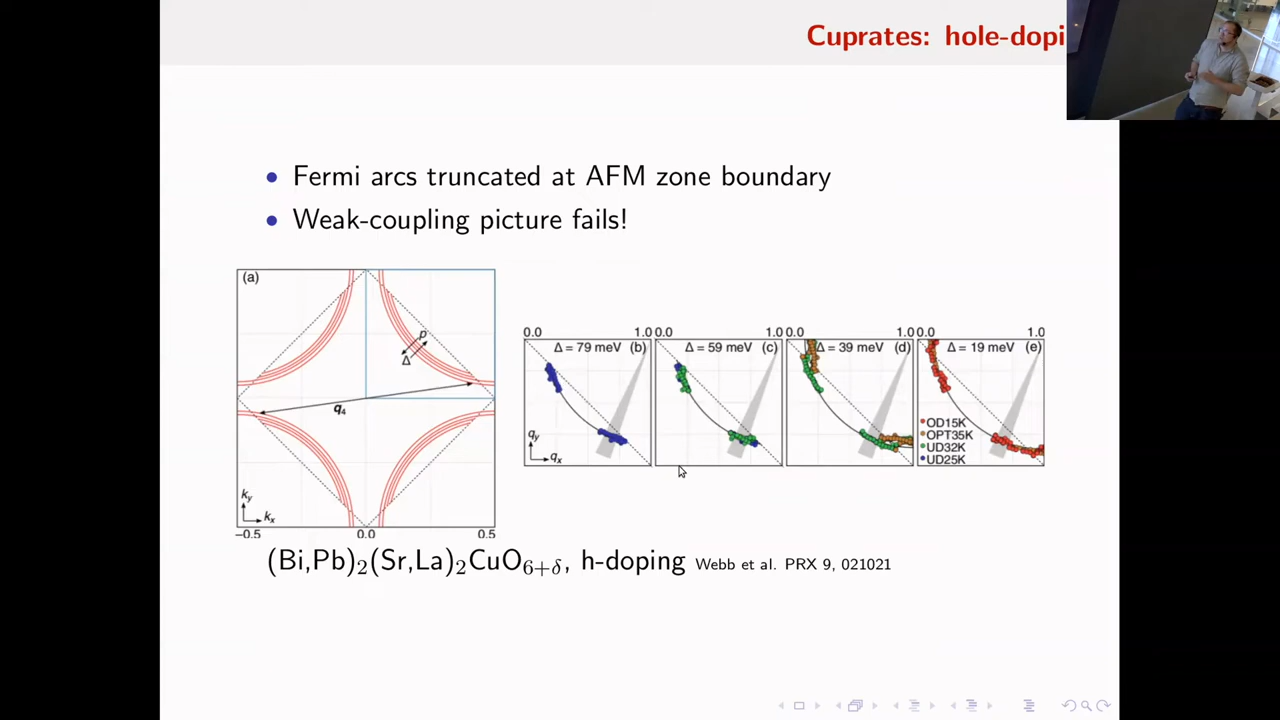 Cuprates: hole-dopi
• Fermi arcs truncated at AFM zone boundary
• Weak-coupling picture fails!
(a)
p
Δ
q₄
k_y
k_x
−0.5 0.0 0.5
0.0 1.0 0.0 1.0 0.0 1.0 0.0 1.0
Δ = 79 meV (b) Δ = 59 meV (c) Δ = 39 meV (d) Δ = 19 meV (e)
q_y
q_x
OD15K
OPT35K
UD32K
UD25K
(Bi,Pb)₂(Sr,La)₂CuO₆₊δ, h-doping Webb et al. PRX 9, 021021